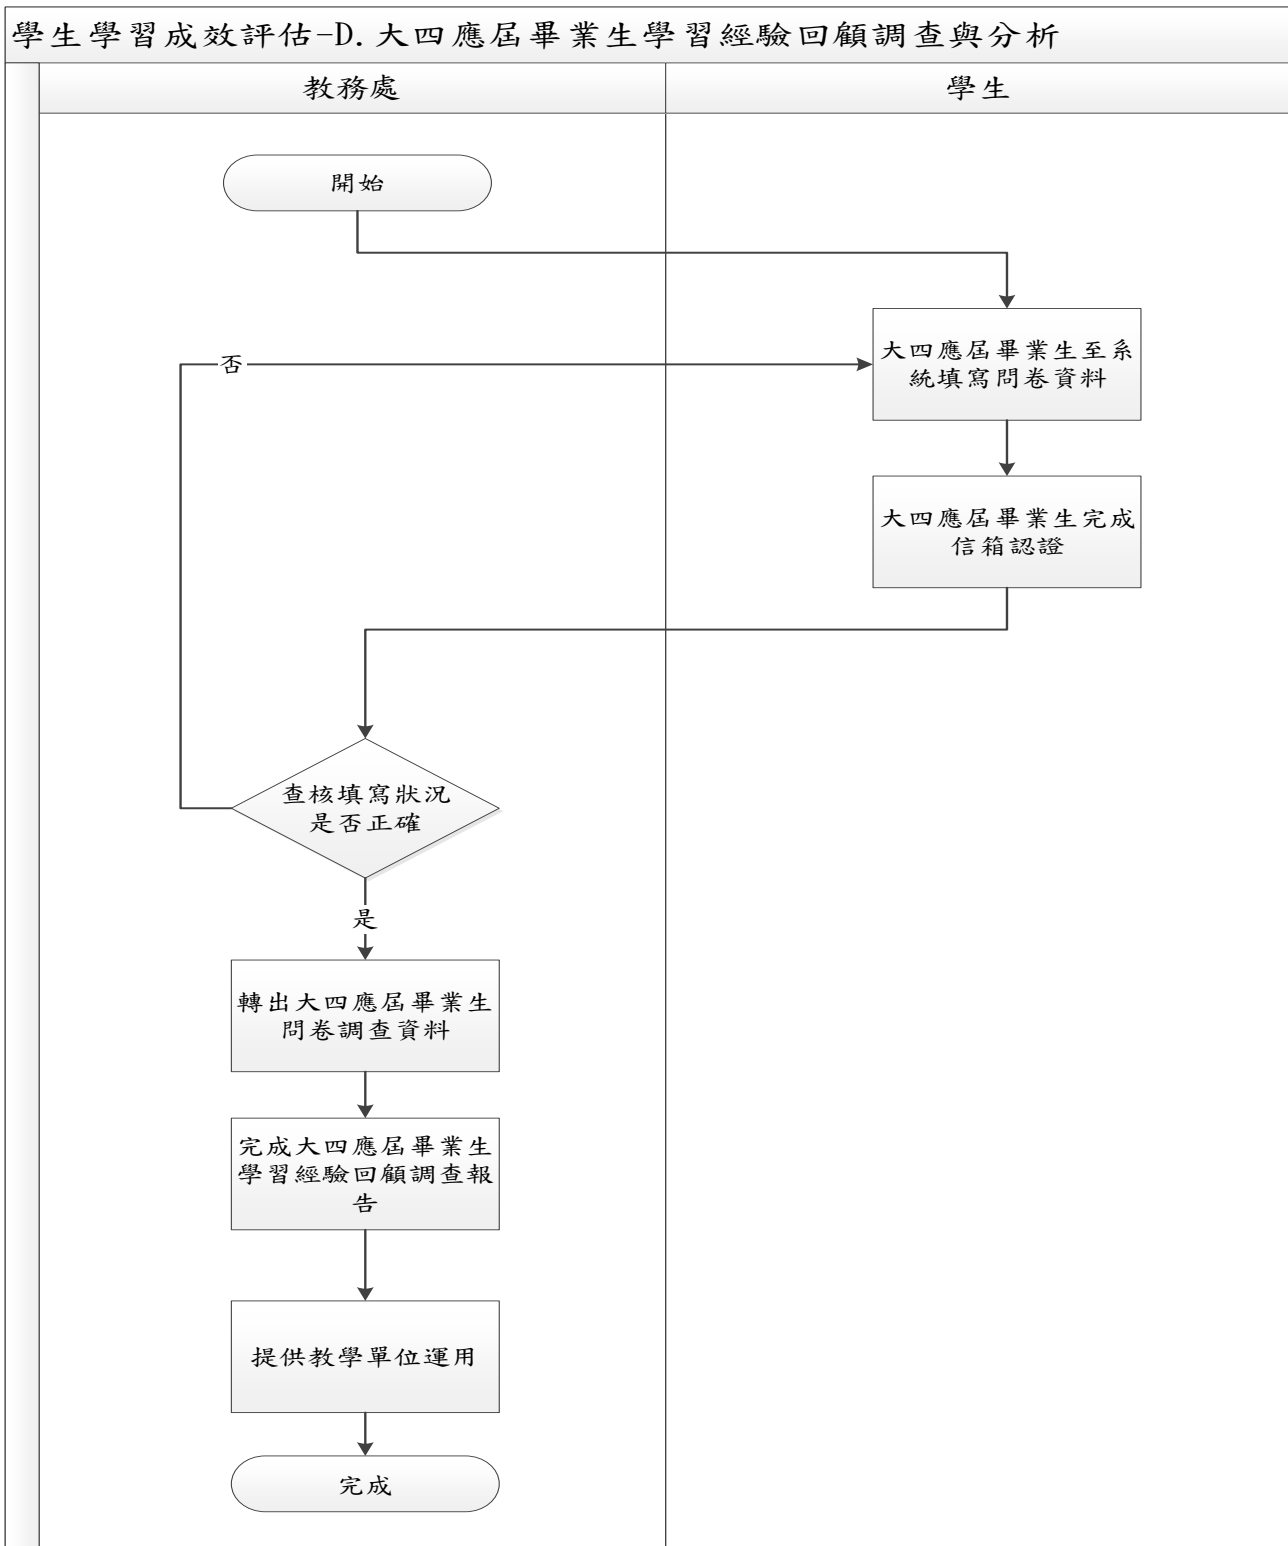 學生學習成效評估-D.大四應屆畢業生學習經驗回顧調查與分析
教務處
學生
開始
大四應屆畢業生至系
統填寫問卷資料
否
大四應屆畢業生完成
信箱認證
查核填寫狀況
是否正確
是
轉出大四應屆畢業生
問卷調查資料
完成大四應屆畢業生
學習經驗回顧調查報
告
提供教學單位運用
完成